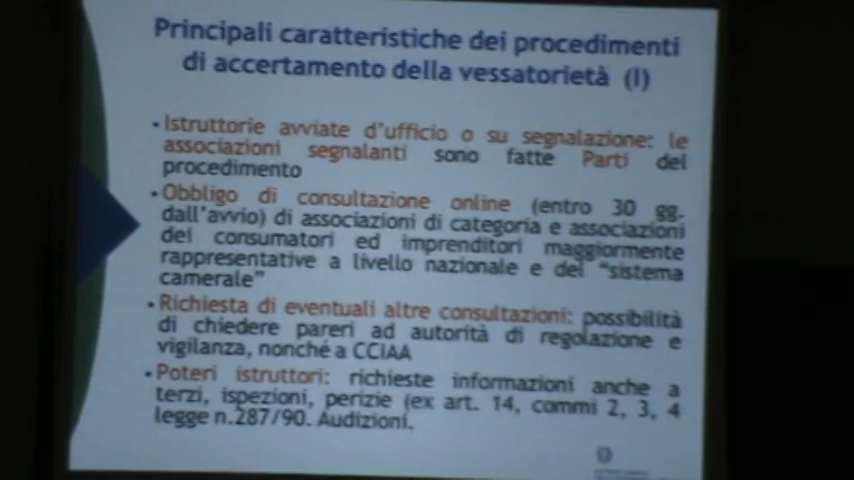 Principali caratteristiche dei procedimenti
di accertamento della vessatorietà (I)
•Istruttorie avviate d'ufficio o su segnalazione: le
associazioni segnalanti sono fatte Parti del
procedimento
•Obbligo di consultazione online (entro 30 gg.
dall'avvio) di associazioni di categoria e associazioni
dei consumatori ed imprenditori maggiormente
rappresentative a livello nazionale e del "sistema
camerale"
•Richiesta di eventuali altre consultazioni: possibilità
di chiedere pareri ad autorità di regolazione e
vigilanza, nonché a CCIAA
•Poteri istruttori: richieste informazioni anche a
terzi, ispezioni, perizie (ex art. 14, commi 2, 3, 4
legge n.287/90. Audizioni.